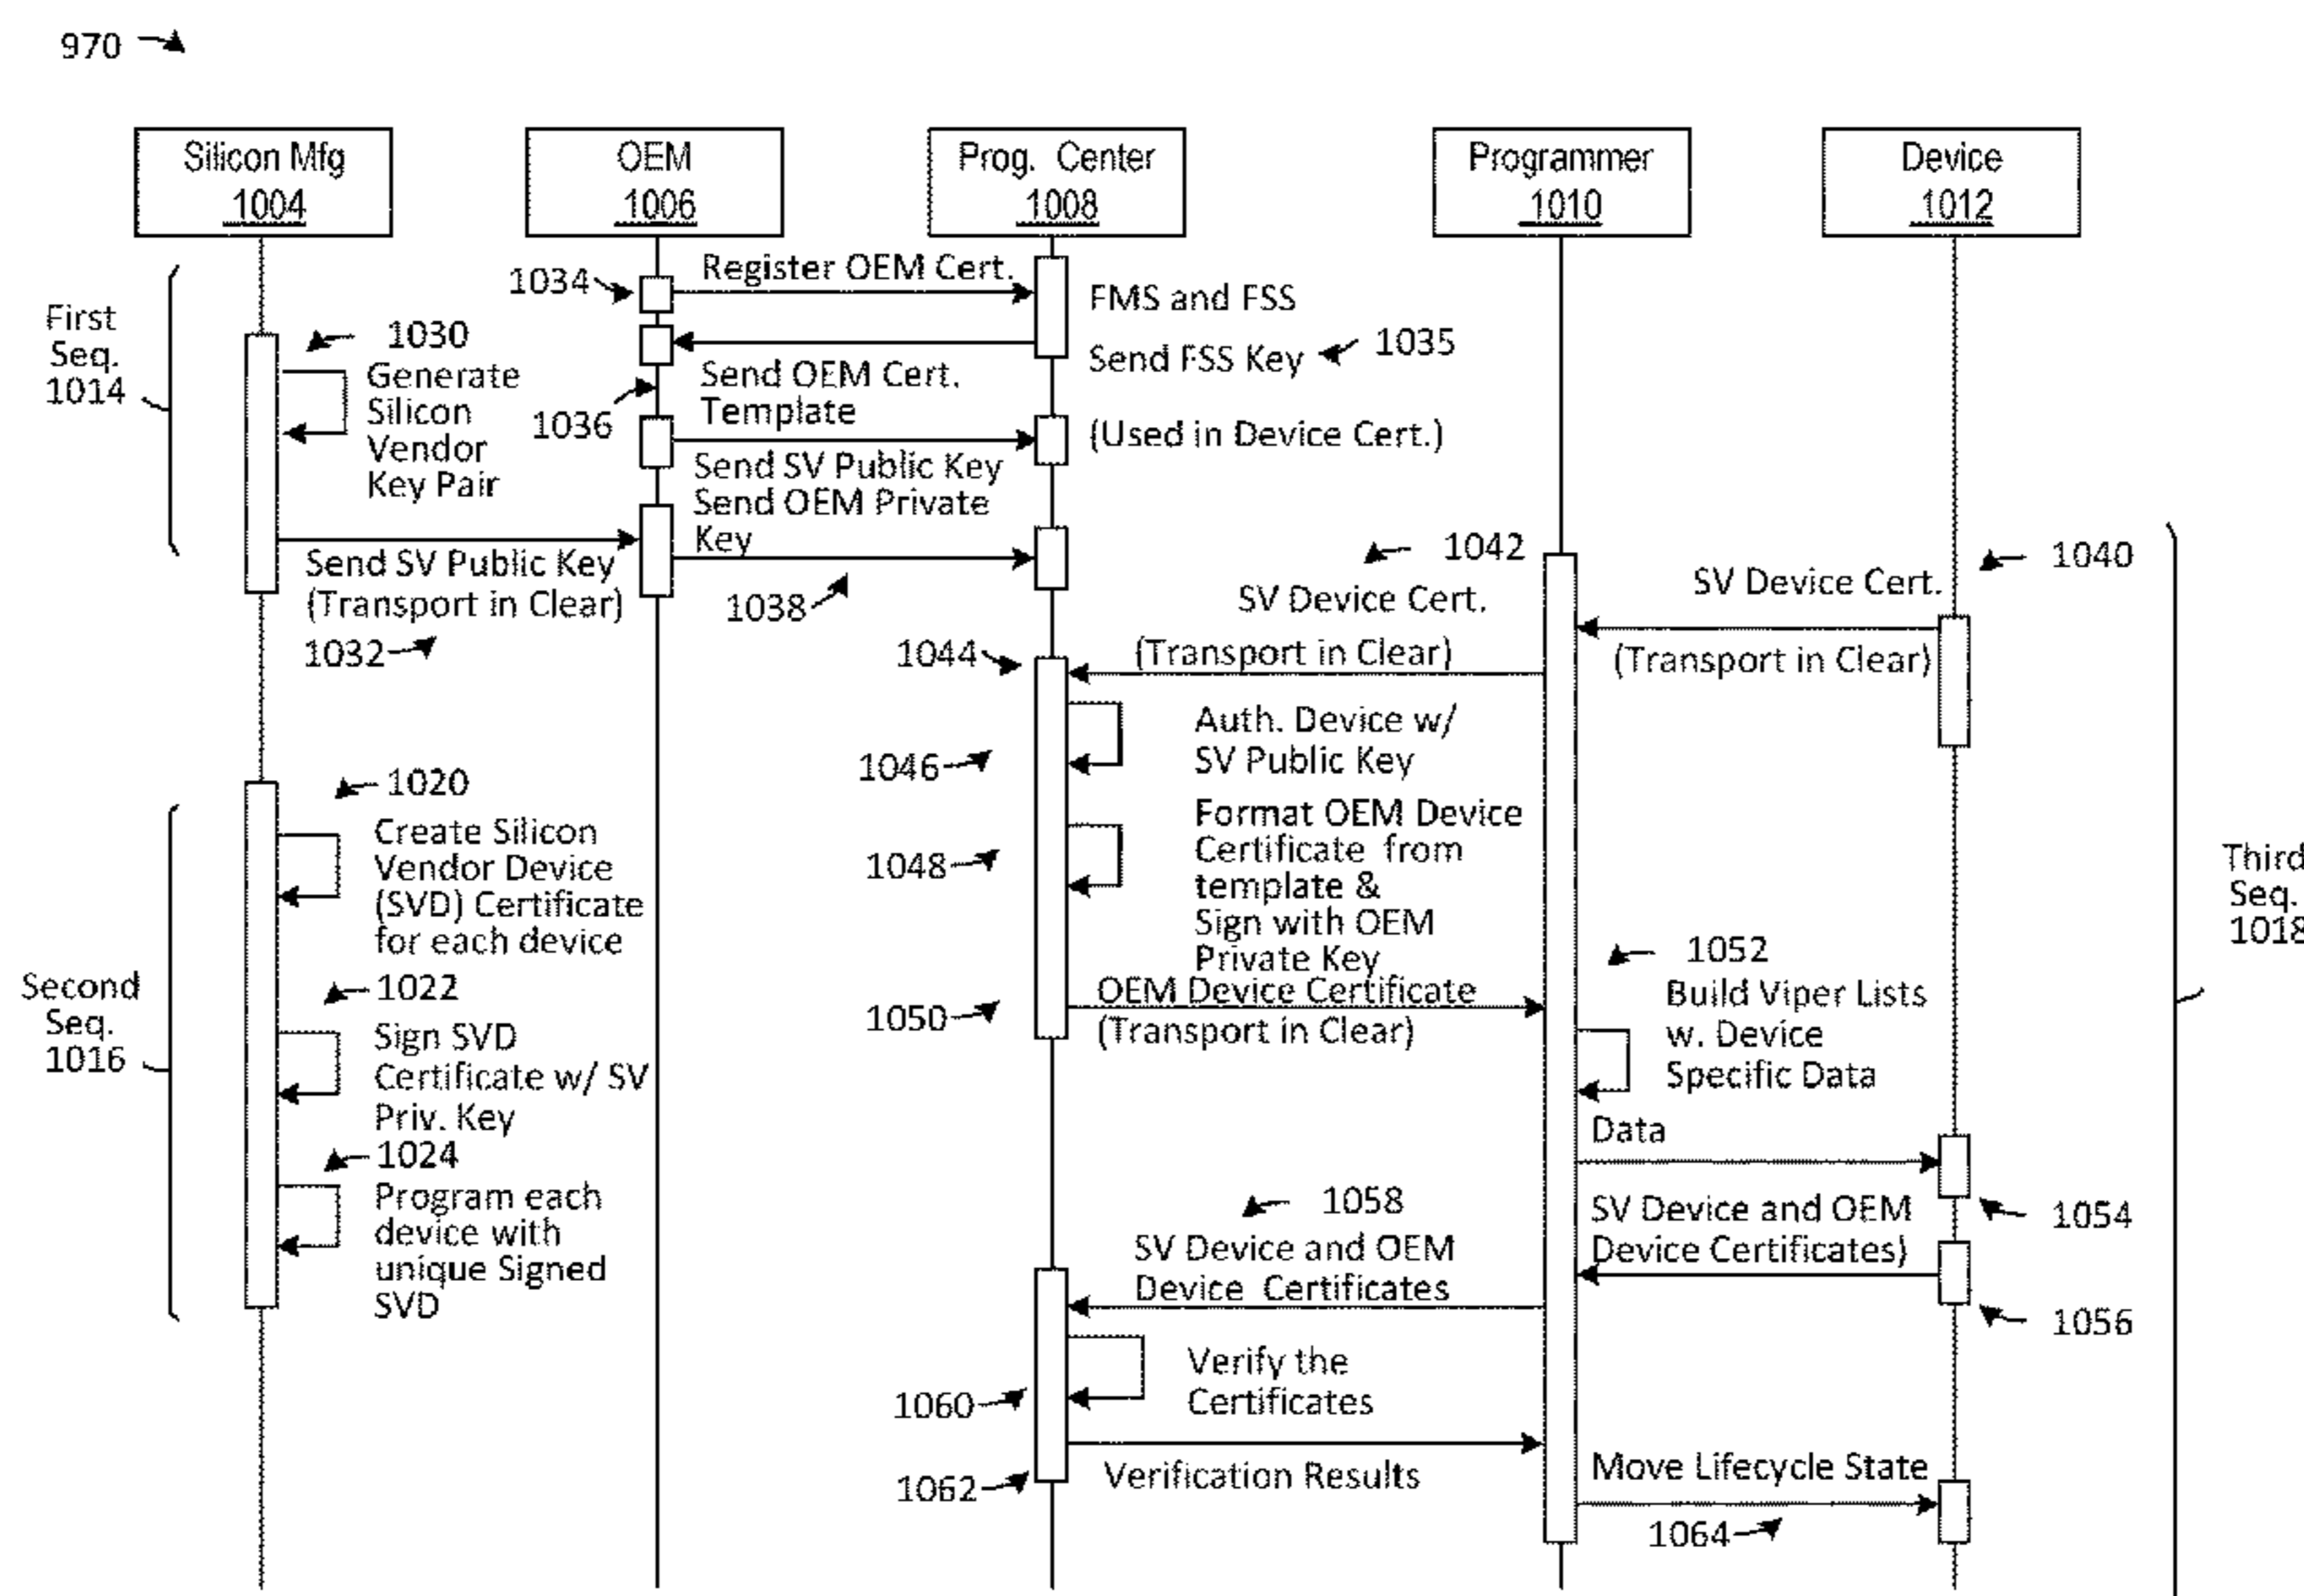 970
Silicon Mfg
1004
OEM
1006
Prog. Center
1008
Programmer
1010
Device
1012
First
Seq.
1014
1030
Generate
Silicon
Vendor
Key Pair
Send SV Public Key
(Transport in Clear)
1032
1034
Register OEM Cert.
FMS and FSS
Send FSS Key
1035
1036
Send OEM Cert.
Template
(Used in Device Cert.)
Send SV Public Key
Send OEM Private
Key
1038
1042
SV Device Cert.
(Transport in Clear)
1040
SV Device Cert.
(Transport in Clear)
1044
Auth. Device w/
SV Public Key
1046
Format OEM Device
Certificate from
template &
Sign with OEM
Private Key
1048
OEM Device Certificate
(Transport in Clear)
1050
Second
Seq.
1016
1020
Create Silicon
Vendor Device
(SVD) Certificate
for each device
1022
Sign SVD
Certificate w/ SV
Priv. Key
1024
Program each
device with
unique Signed
SVD
1052
Build Viper Lists
w. Device
Specific Data
Data
1054
SV Device and OEM
Device Certificates)
1056
1058
SV Device and OEM
Device Certificates
Verify the
Certificates
1060
Verification Results
1062
Move Lifecycle State
1064
Third
Seq.
1018